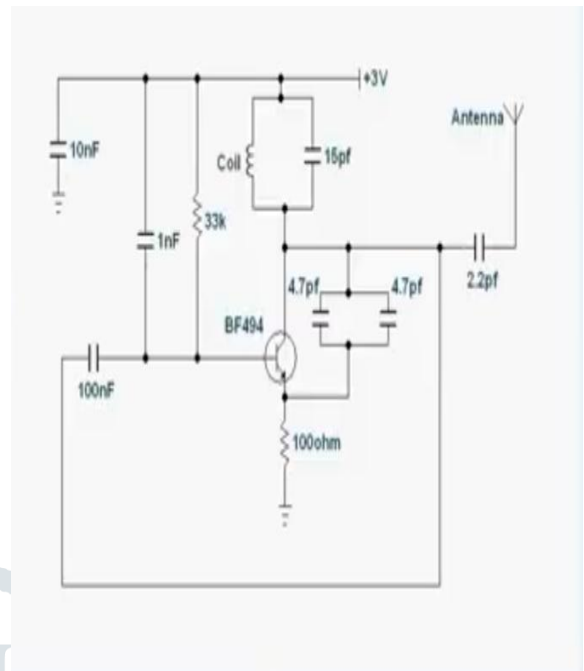 +3V
Antenna
10nF
Coil
15pf
33k
1nF
4.7pf
4.7pf
2.2pf
BF494
100nF
100ohm